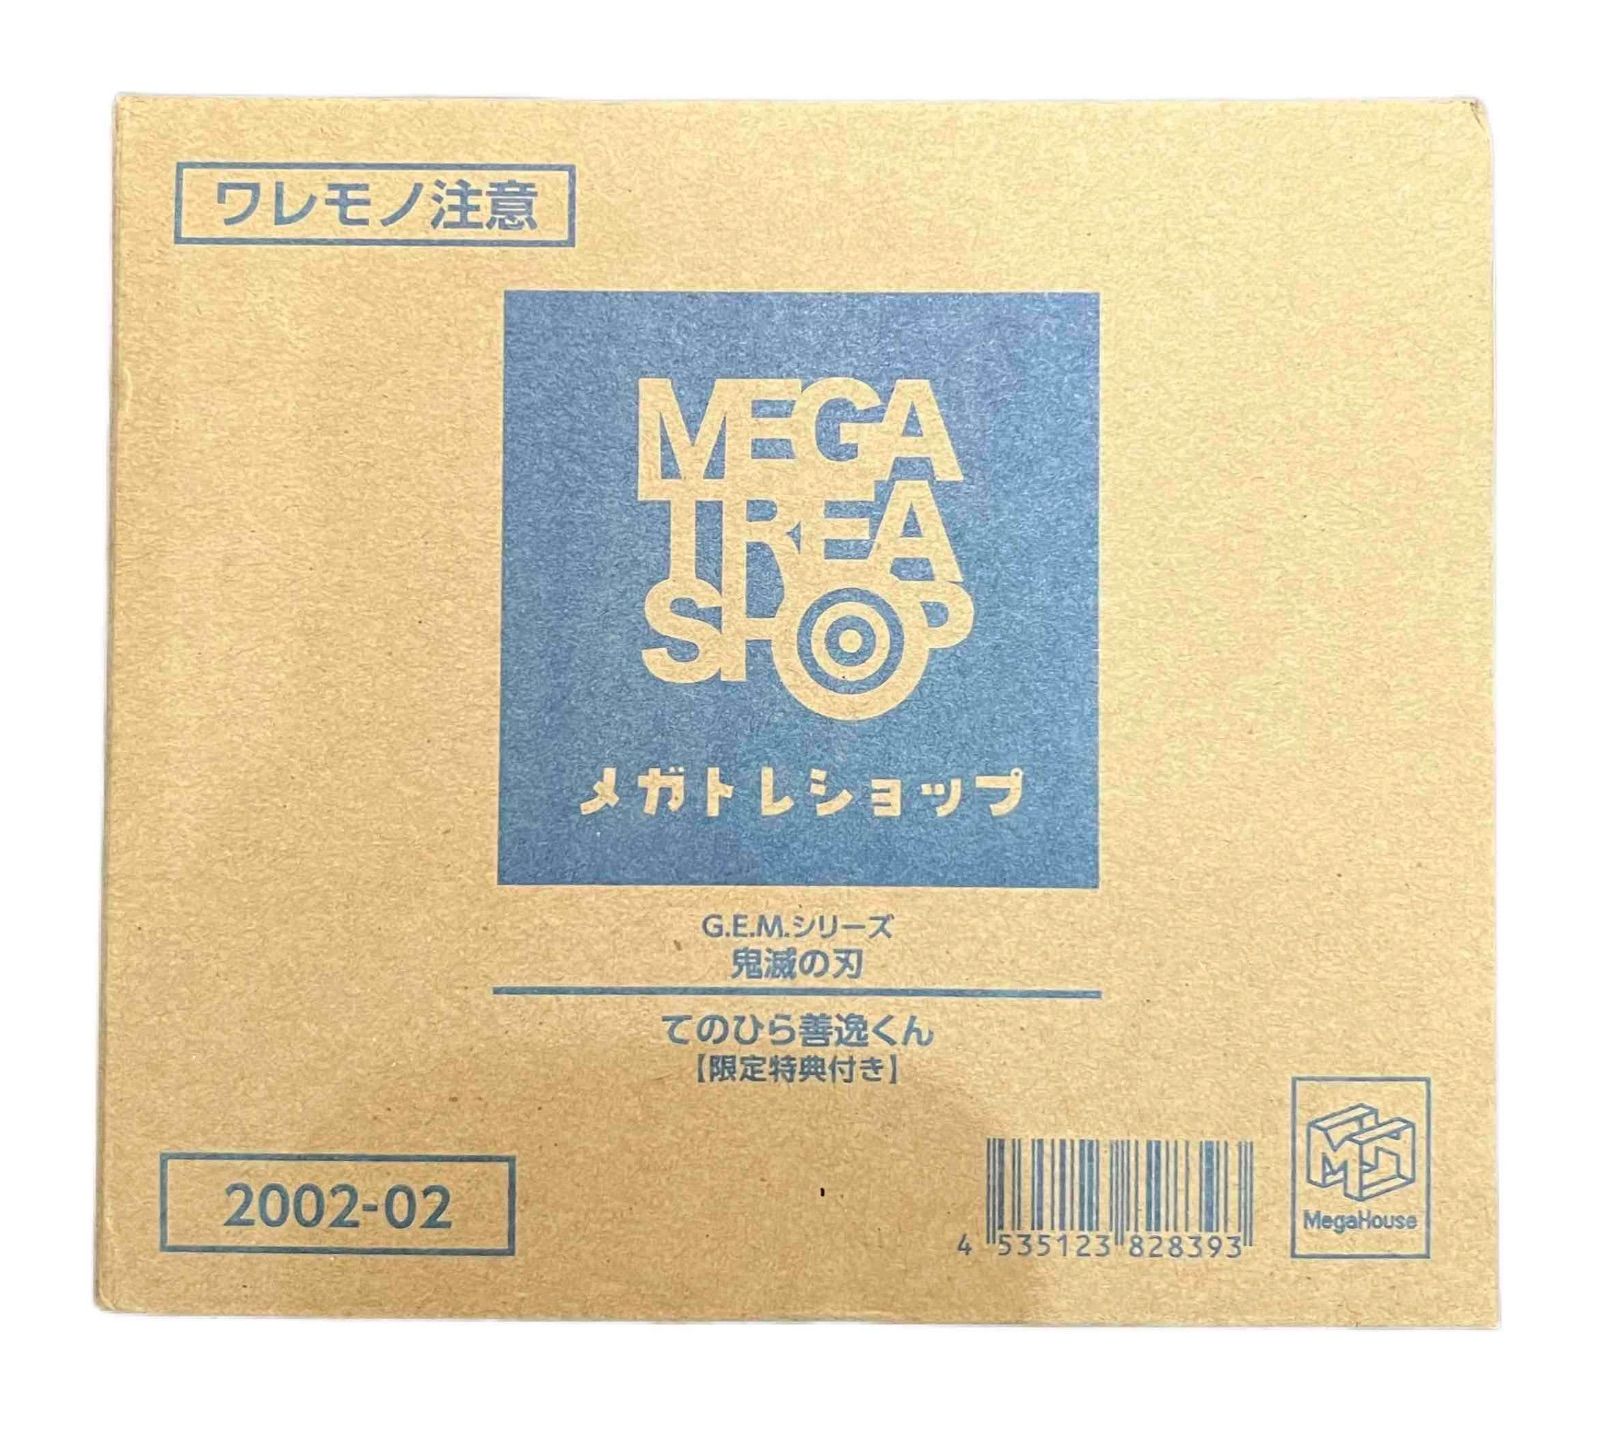 ワレモノ注意
MEGA
TREA
SHOP
メガトレショップ
G.E.M.シリーズ
鬼滅の刃
てのひら善逸くん
【限定特典付き】
2002-02
4 535123 828393
MegaHouse